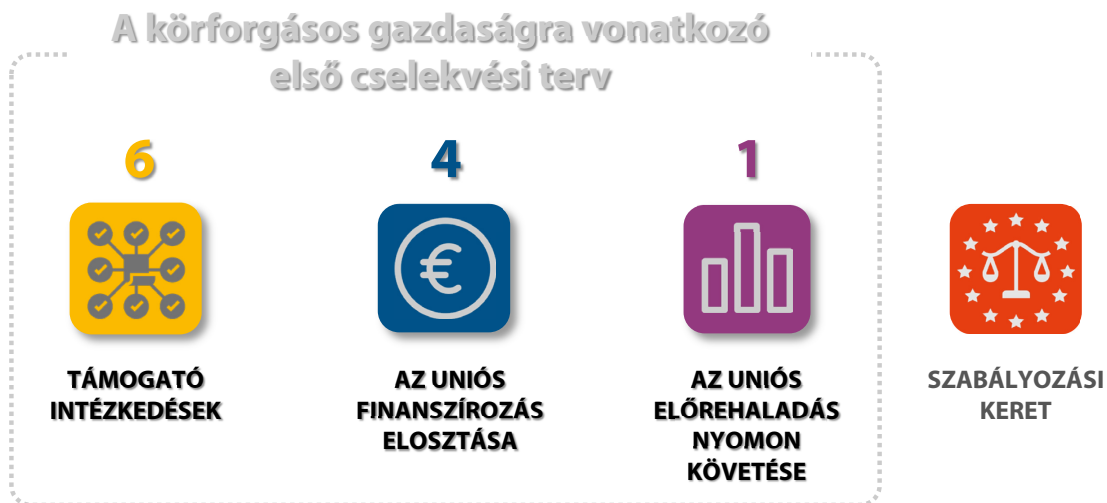 A körforgásos gazdaságra vonatkozó
első cselekvési terv
6
TÁMOGATÓ
INTÉZKEDÉSEK
4
€
AZ UNIÓS
FINANSZÍROZÁS
ELOSZTÁSA
1
AZ UNIÓS
ELŐREHALADÁS
NYOMON
KÖVETÉSE
SZABÁLYOZÁSI
KERET